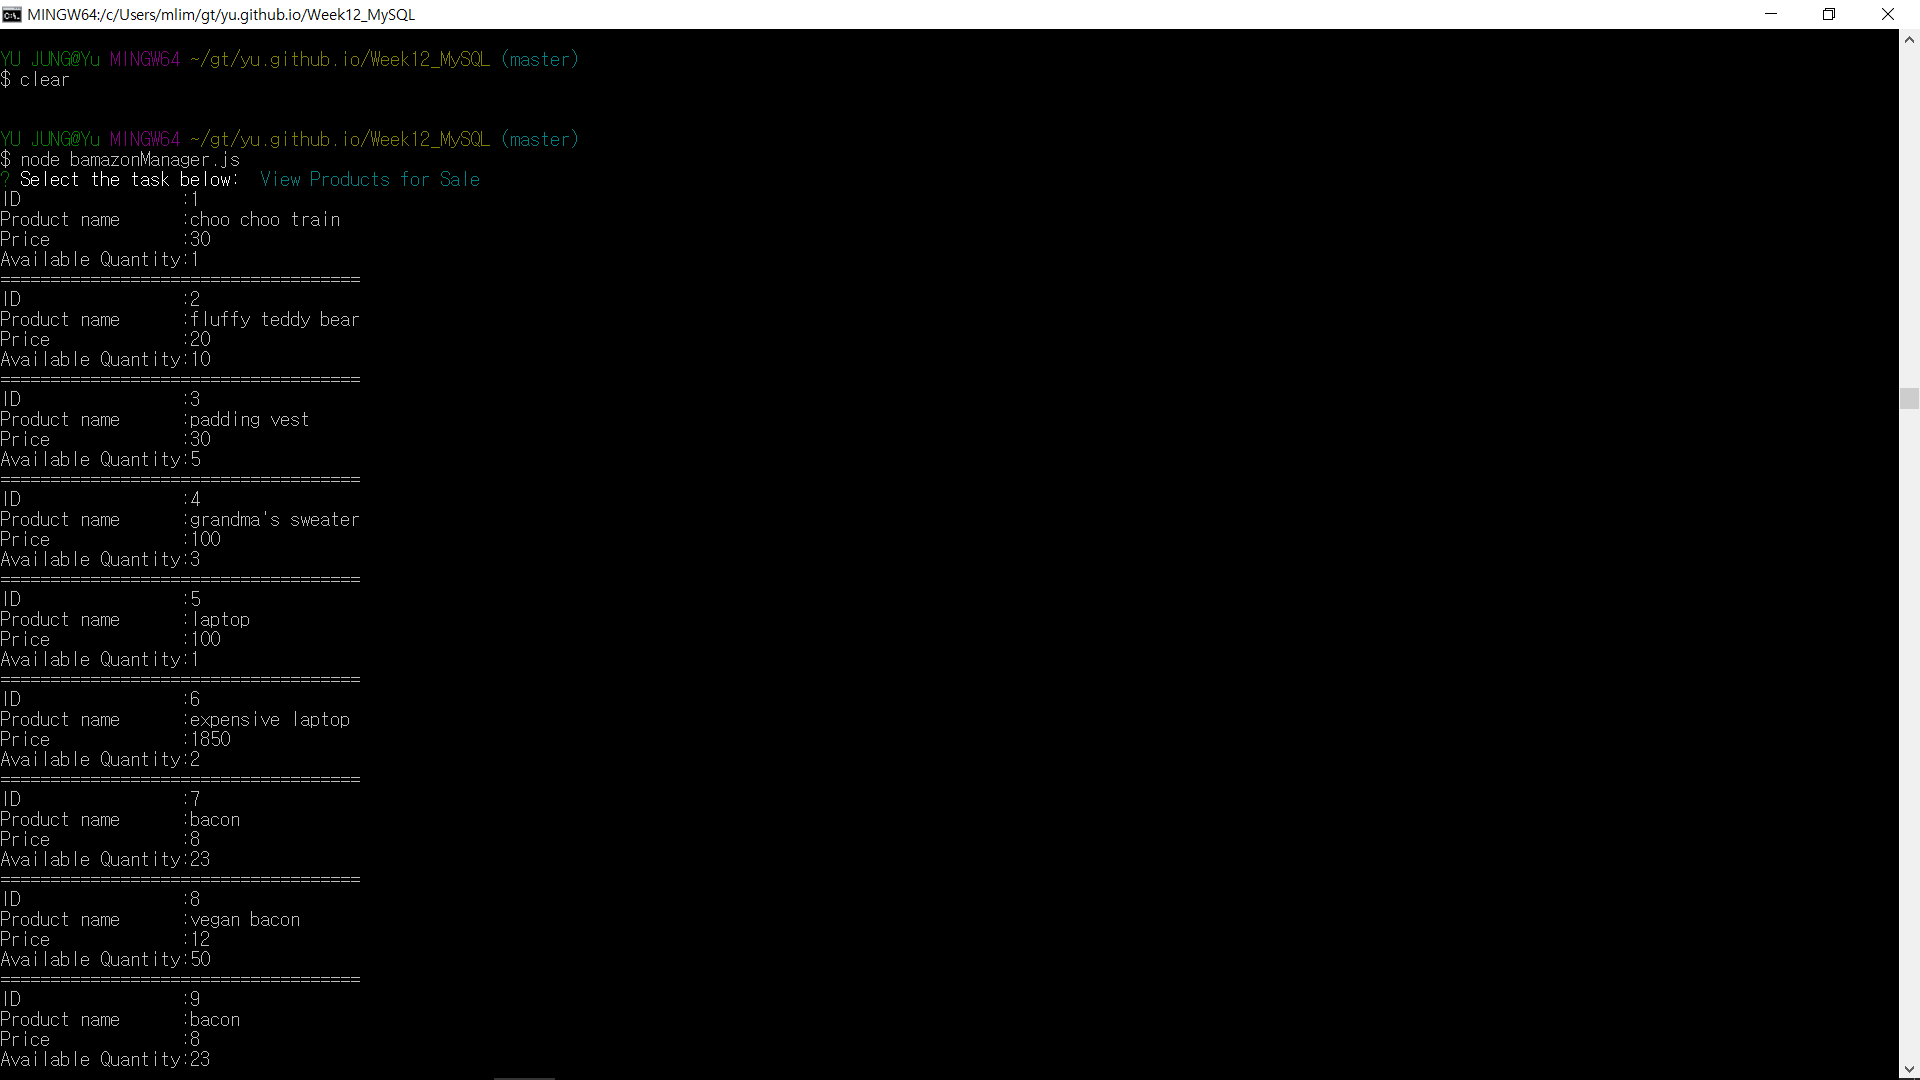 MINGW64:/c/Users/mlim/gt/yu.github.io/Week12_MySQL
YU JUNG@Yu MINGW64 ~/gt/yu.github.io/Week12_MySQL (master)
$ clear
YU JUNG@Yu MINGW64 ~/gt/yu.github.io/Week12_MySQL (master)
$ node bamazonManager.js
? Select the task below:  View Products for Sale
ID                :1
Product name      :choo choo train
Price             :30
Available Quantity:1
====================================
ID                :2
Product name      :fluffy teddy bear
Price             :20
Available Quantity:10
====================================
ID                :3
Product name      :padding vest
Price             :30
Available Quantity:5
====================================
ID                :4
Product name      :grandma's sweater
Price             :100
Available Quantity:3
====================================
ID                :5
Product name      :laptop
Price             :100
Available Quantity:1
====================================
ID                :6
Product name      :expensive laptop
Price             :1850
Available Quantity:2
====================================
ID                :7
Product name      :bacon
Price             :8
Available Quantity:23
====================================
ID                :8
Product name      :vegan bacon
Price             :12
Available Quantity:50
====================================
ID                :9
Product name      :bacon
Price             :8
Available Quantity:23